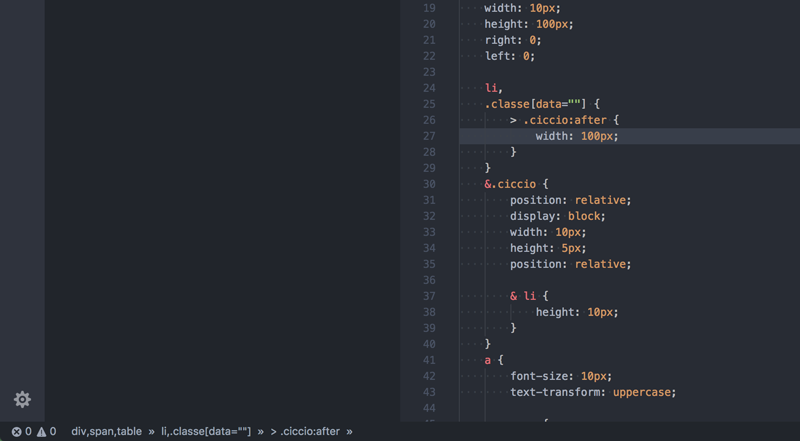 19 width: 10px;
20 height: 100px;
21 right: 0;
22 left: 0;
23
24 li,
25 .classe[data=""] {
26 > .ciccio:after {
27 width: 100px;
28 }
29 }
30 &.ciccio {
31 position: relative;
32 display: block;
33 width: 10px;
34 height: 5px;
35 position: relative;
36
37 & li {
38 height: 10px;
39 }
40 }
41 a {
42 font-size: 10px;
43 text-transform: uppercase;
44
0 0 div,span,table » li,.classe[data=""] » > .ciccio:after »